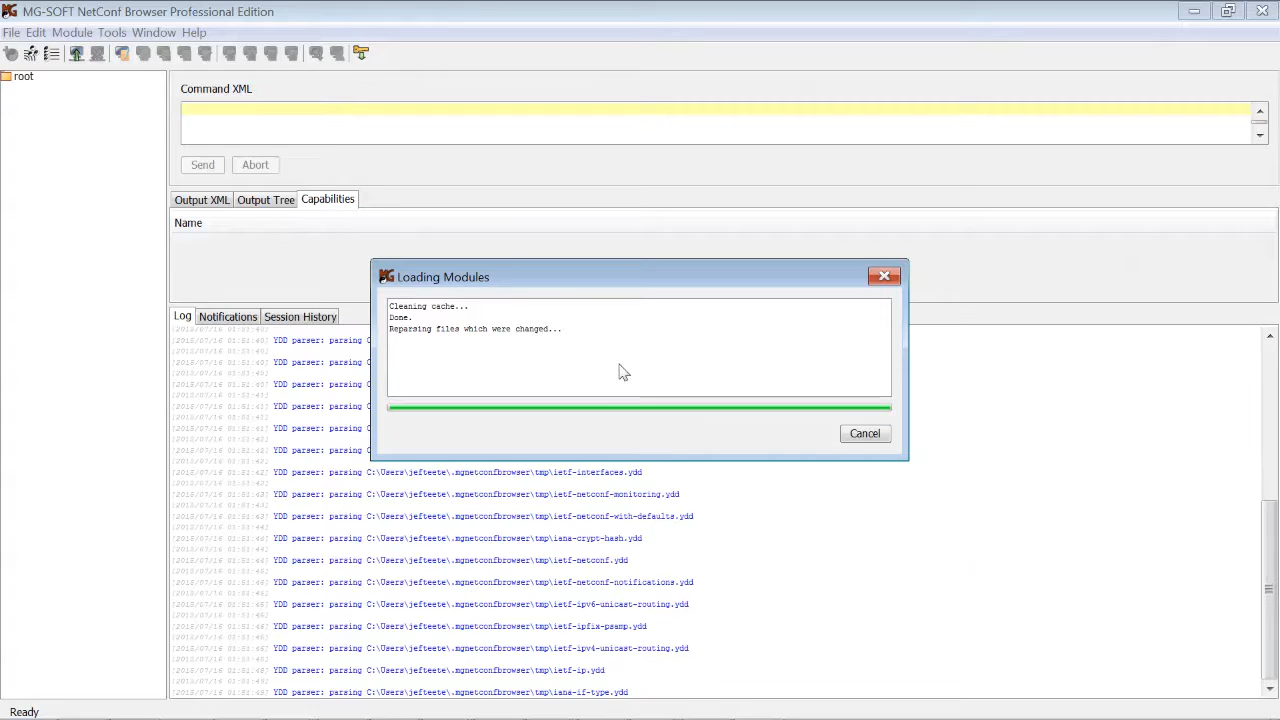 MG-SOFT NetConf Browser Professional Edition
File Edit Module Tools Window Help
root
Command XML
Send Abort
Output XML Output Tree Capabilities
Name
Loading Modules
Cleaning cache...
Done.
Reparsing files which were changed...
Cancel
Log Notifications Session History
YDD parser: parsing C
YDD parser: parsing C
YDD parser: parsing C
YDD parser: parsing C
YDD parser: parsing C
YDD parser: parsing C
YDD parser: parsing C:\Users\jefteete\.mgnetconfbrowser\tmp\ietf-interfaces.ydd
YDD parser: parsing C:\Users\jefteete\.mgnetconfbrowser\tmp\ietf-netconf-monitoring.ydd
YDD parser: parsing C:\Users\jefteete\.mgnetconfbrowser\tmp\ietf-netconf-with-defaults.ydd
YDD parser: parsing C:\Users\jefteete\.mgnetconfbrowser\tmp\iana-crypt-hash.ydd
YDD parser: parsing C:\Users\jefteete\.mgnetconfbrowser\tmp\ietf-netconf.ydd
YDD parser: parsing C:\Users\jefteete\.mgnetconfbrowser\tmp\ietf-netconf-notifications.ydd
YDD parser: parsing C:\Users\jefteete\.mgnetconfbrowser\tmp\ietf-ipv6-unicast-routing.ydd
YDD parser: parsing C:\Users\jefteete\.mgnetconfbrowser\tmp\ietf-ipfix-psamp.ydd
YDD parser: parsing C:\Users\jefteete\.mgnetconfbrowser\tmp\ietf-ipv4-unicast-routing.ydd
YDD parser: parsing C:\Users\jefteete\.mgnetconfbrowser\tmp\ietf-ip.ydd
YDD parser: parsing C:\Users\jefteete\.mgnetconfbrowser\tmp\iana-if-type.ydd
Ready